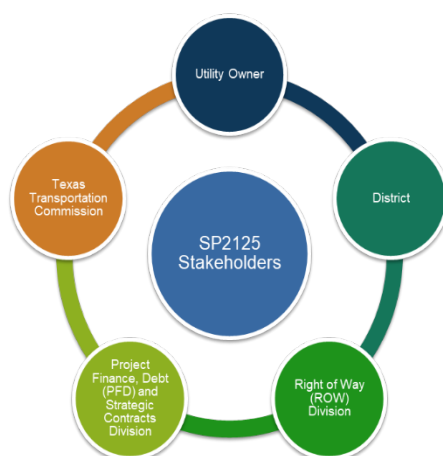 Utility Owner
Texas
Transportation
Commission
District
SP2125
Stakeholders
Project
Finance, Debt
(PFD) and
Strategic
Contracts
Division
Right of Way
(ROW)
Division